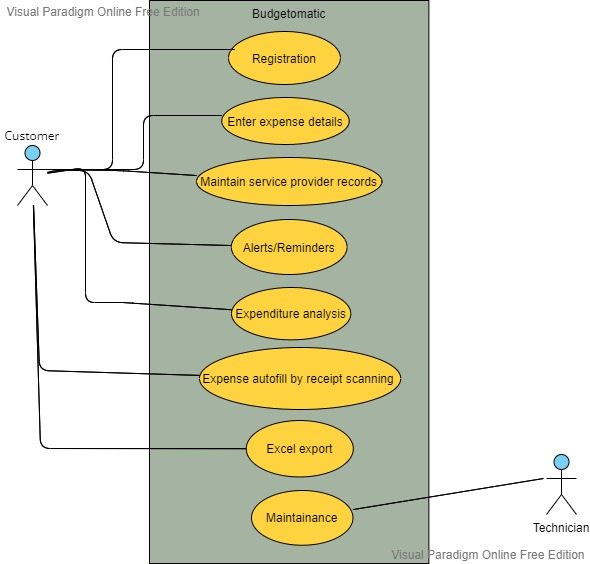 Visual Paradigm Online Free Edition
Budgetomatic
Registration
Enter expense details
Customer
Maintain service provider records
Alerts/Reminders
Expenditure analysis
Expense autofill by receipt scanning
Excel export
Maintainance
Technician
Visual Paradigm Online Free Edition